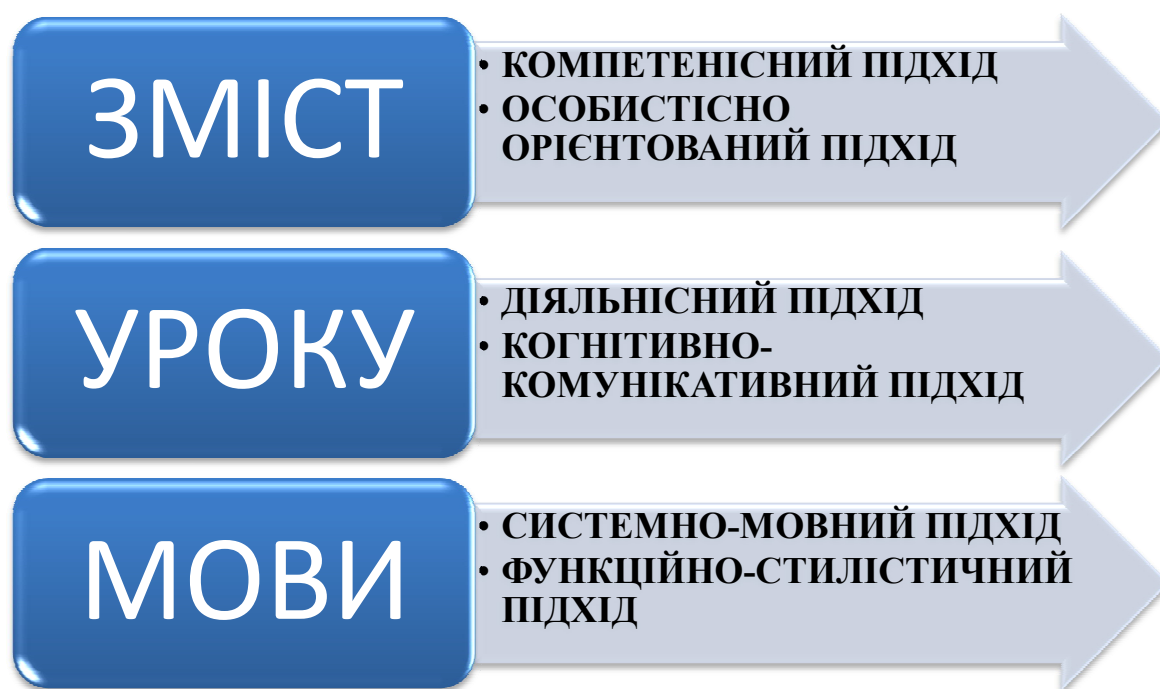 ЗМІСТ
• КОМПЕТЕНІСНИЙ ПІДХІД
• ОСОБИСТІСНО
ОРІЄНТОВАНИЙ ПІДХІД
УРОКУ
• ДІЯЛЬНІСНИЙ ПІДХІД
• КОГНІТИВНО-
КОМУНІКАТИВНИЙ ПІДХІД
МОВИ
• СИСТЕМНО-МОВНИЙ ПІДХІД
• ФУНКЦІЙНО-СТИЛІСТИЧНИЙ
ПІДХІД